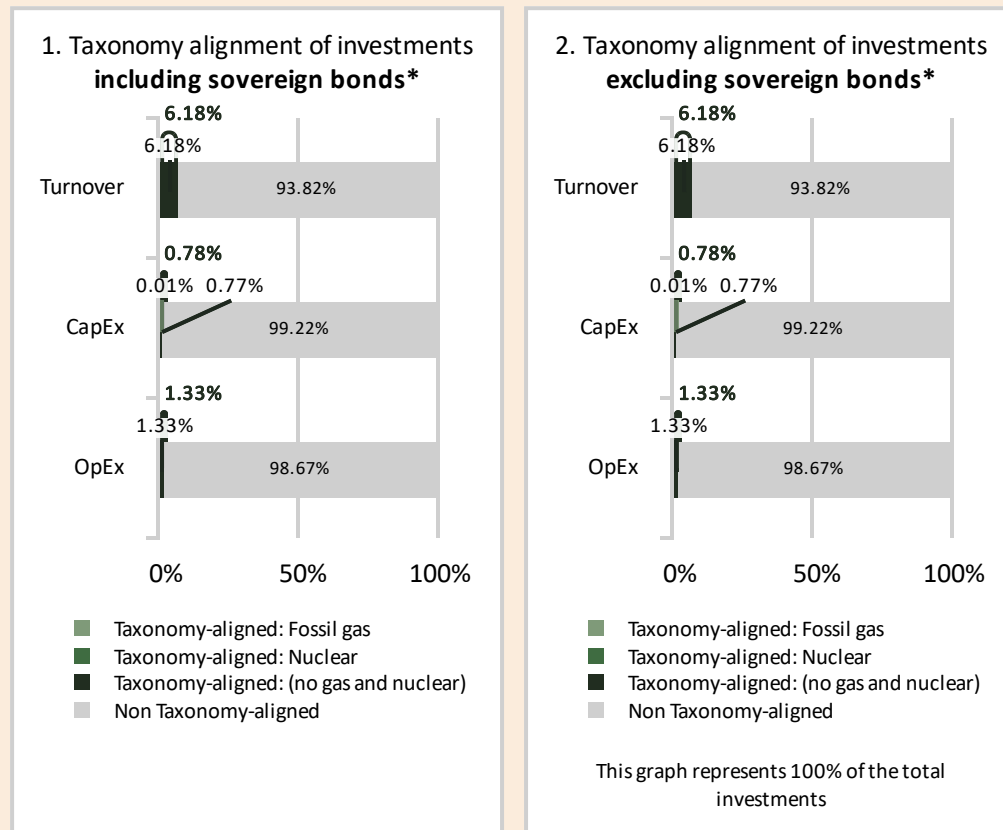 1. Taxonomy alignment of investments
including sovereign bonds*
6.18%
6.18%
Turnover
93.82%
0.78%
0.01% 0.77%
CapEx
99.22%
1.33%
1.33%
OpEx
98.67%
0% 50% 100%
Taxonomy-aligned: Fossil gas
Taxonomy-aligned: Nuclear
Taxonomy-aligned: (no gas and nuclear)
Non Taxonomy-aligned
2. Taxonomy alignment of investments
excluding sovereign bonds*
6.18%
6.18%
Turnover
93.82%
0.78%
0.01% 0.77%
CapEx
99.22%
1.33%
1.33%
OpEx
98.67%
0% 50% 100%
Taxonomy-aligned: Fossil gas
Taxonomy-aligned: Nuclear
Taxonomy-aligned: (no gas and nuclear)
Non Taxonomy-aligned
This graph represents 100% of the total
investments